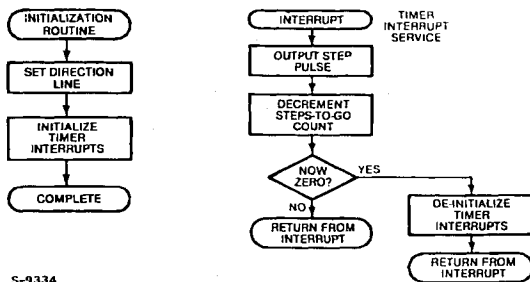 INITIALIZATION
ROUTINE
SET DIRECTION
LINE
INITIALIZE
TIMER
INTERRUPTS
COMPLETE
INTERRUPT
TIMER
INTERRUPT
SERVICE
OUTPUT STEP
PULSE
DECREMENT
STEPS-TO-GO
COUNT
NOW
ZERO?
YES
NO
RETURN FROM
INTERRUPT
DE-INITIALIZE
TIMER
INTERRUPTS
RETURN FROM
INTERRUPT
S-9334